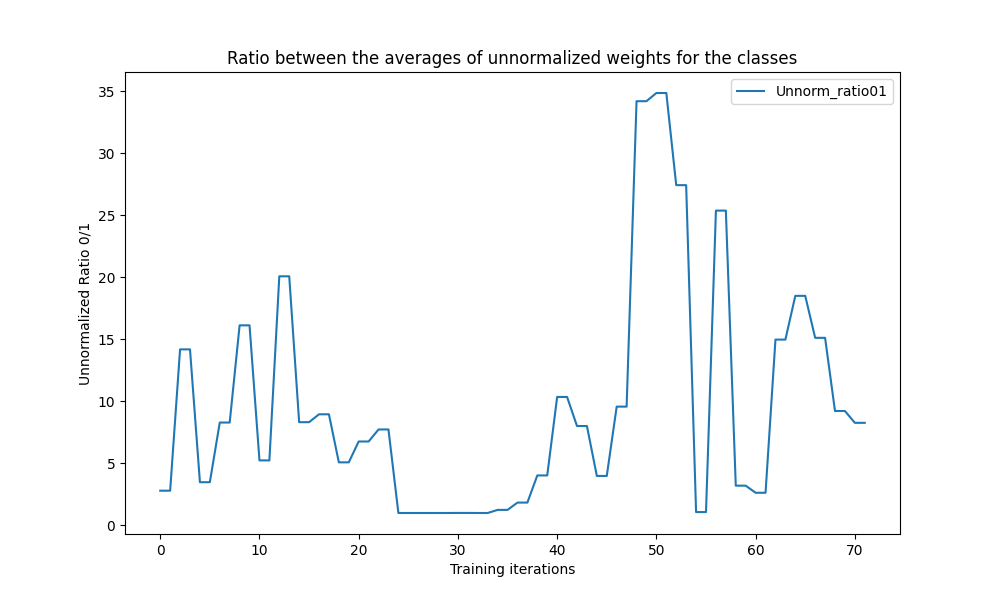 Ratio between the averages of unnormalized weights for the classes
Unnorm_ratio01
Unnormalized Ratio 0/1
35
30
25
20
15
10
5
0
0 10 20 30 40 50 60 70
Training iterations